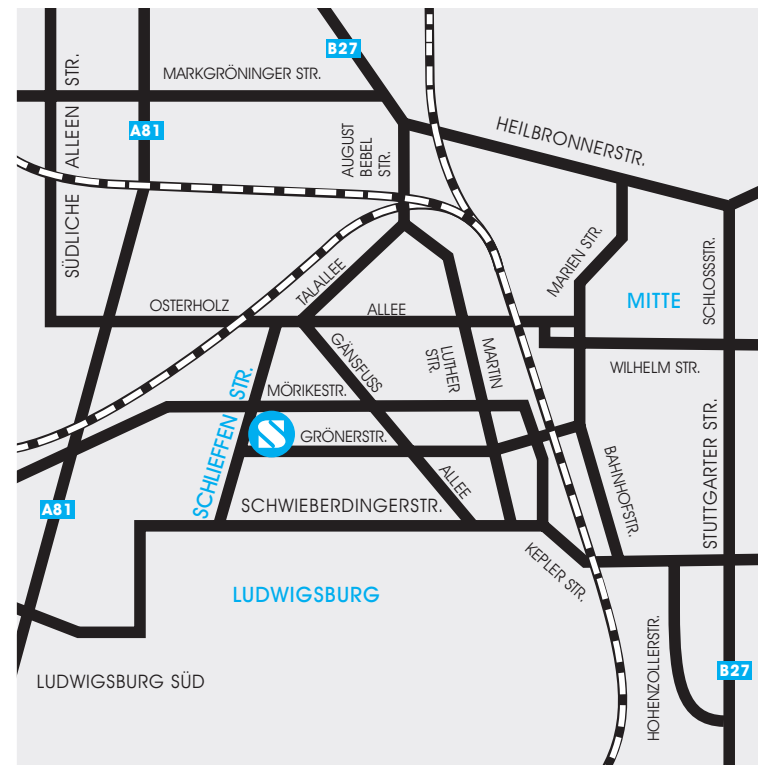 B27
MARKGRÖNINGER STR.
SÜDLICHE ALLEEN STR.
A81
AUGUST
BEBEL
STR.
HEILBRONNERSTR.
MARIEN STR.
SCHLOSSSTR.
TALALLEE
MITTE
OSTERHOLZ
ALLEE
GÄNSFUSS
LUTHER
STR.
MARTIN
WILHELM STR.
SCHLIEFFEN STR.
MÖRIKESTR.
S
GRÖNERSTR.
STUTTGARTER STR.
BAHNHOFSTR.
ALLEE
A81
SCHWIEBERDINGERSTR.
KEPLER STR.
LUDWIGSBURG
HOHENZOLLERSTR.
B27
LUDWIGSBURG SÜD